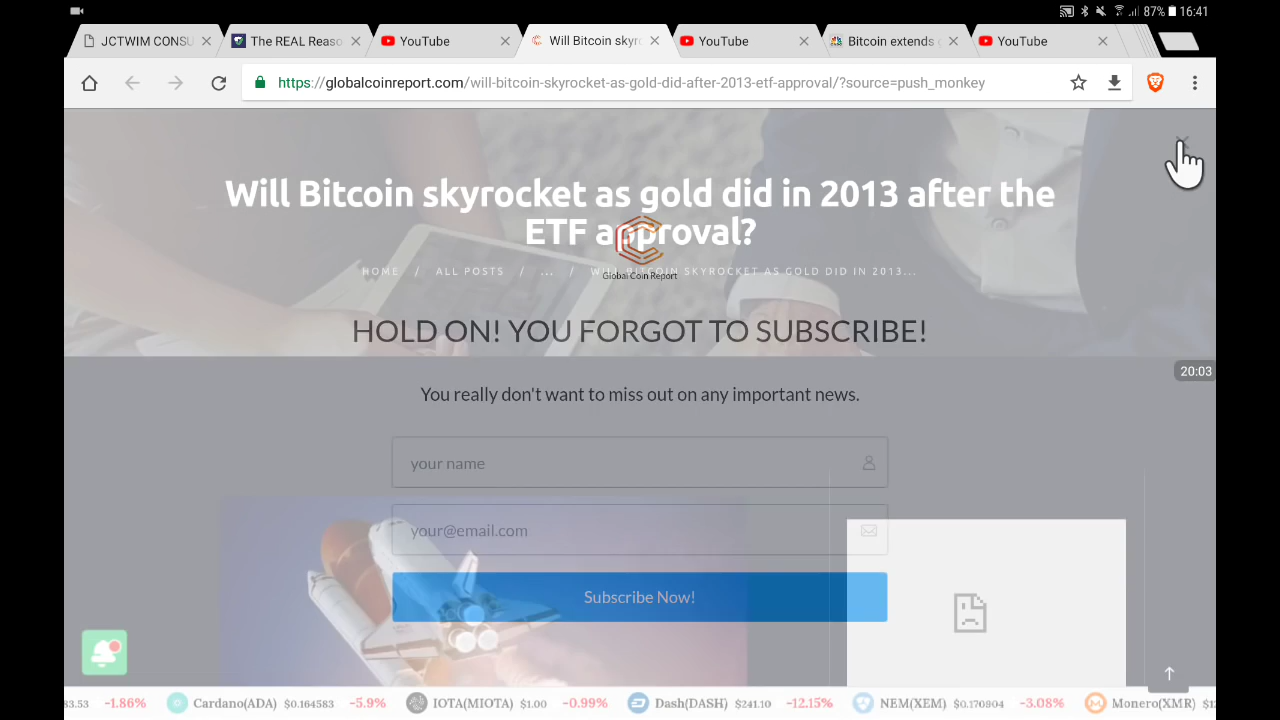 87% 16:41
JCTWIM CONSU
The REAL Reaso
YouTube
Will Bitcoin skyr
YouTube
Bitcoin extends
YouTube
https://globalcoinreport.com/will-bitcoin-skyrocket-as-gold-did-after-2013-etf-approval/?source=push_monkey
Will Bitcoin skyrocket as gold did in 2013 after the
ETF approval?
Global Coin Report
HOME / ALL POSTS / ... / WILL BITCOIN SKYROCKET AS GOLD DID IN 2013...
HOLD ON! YOU FORGOT TO SUBSCRIBE!
20:03
You really don't want to miss out on any important news.
your name
your@email.com
Subscribe Now!
83.53 -1.86% Cardano(ADA) $0.164583 -5.9% IOTA(MIOTA) $1.00 -0.99% Dash(DASH) $241.10 -12.15% NEM(XEM) $0.170904 -3.08% Monero(XMR)